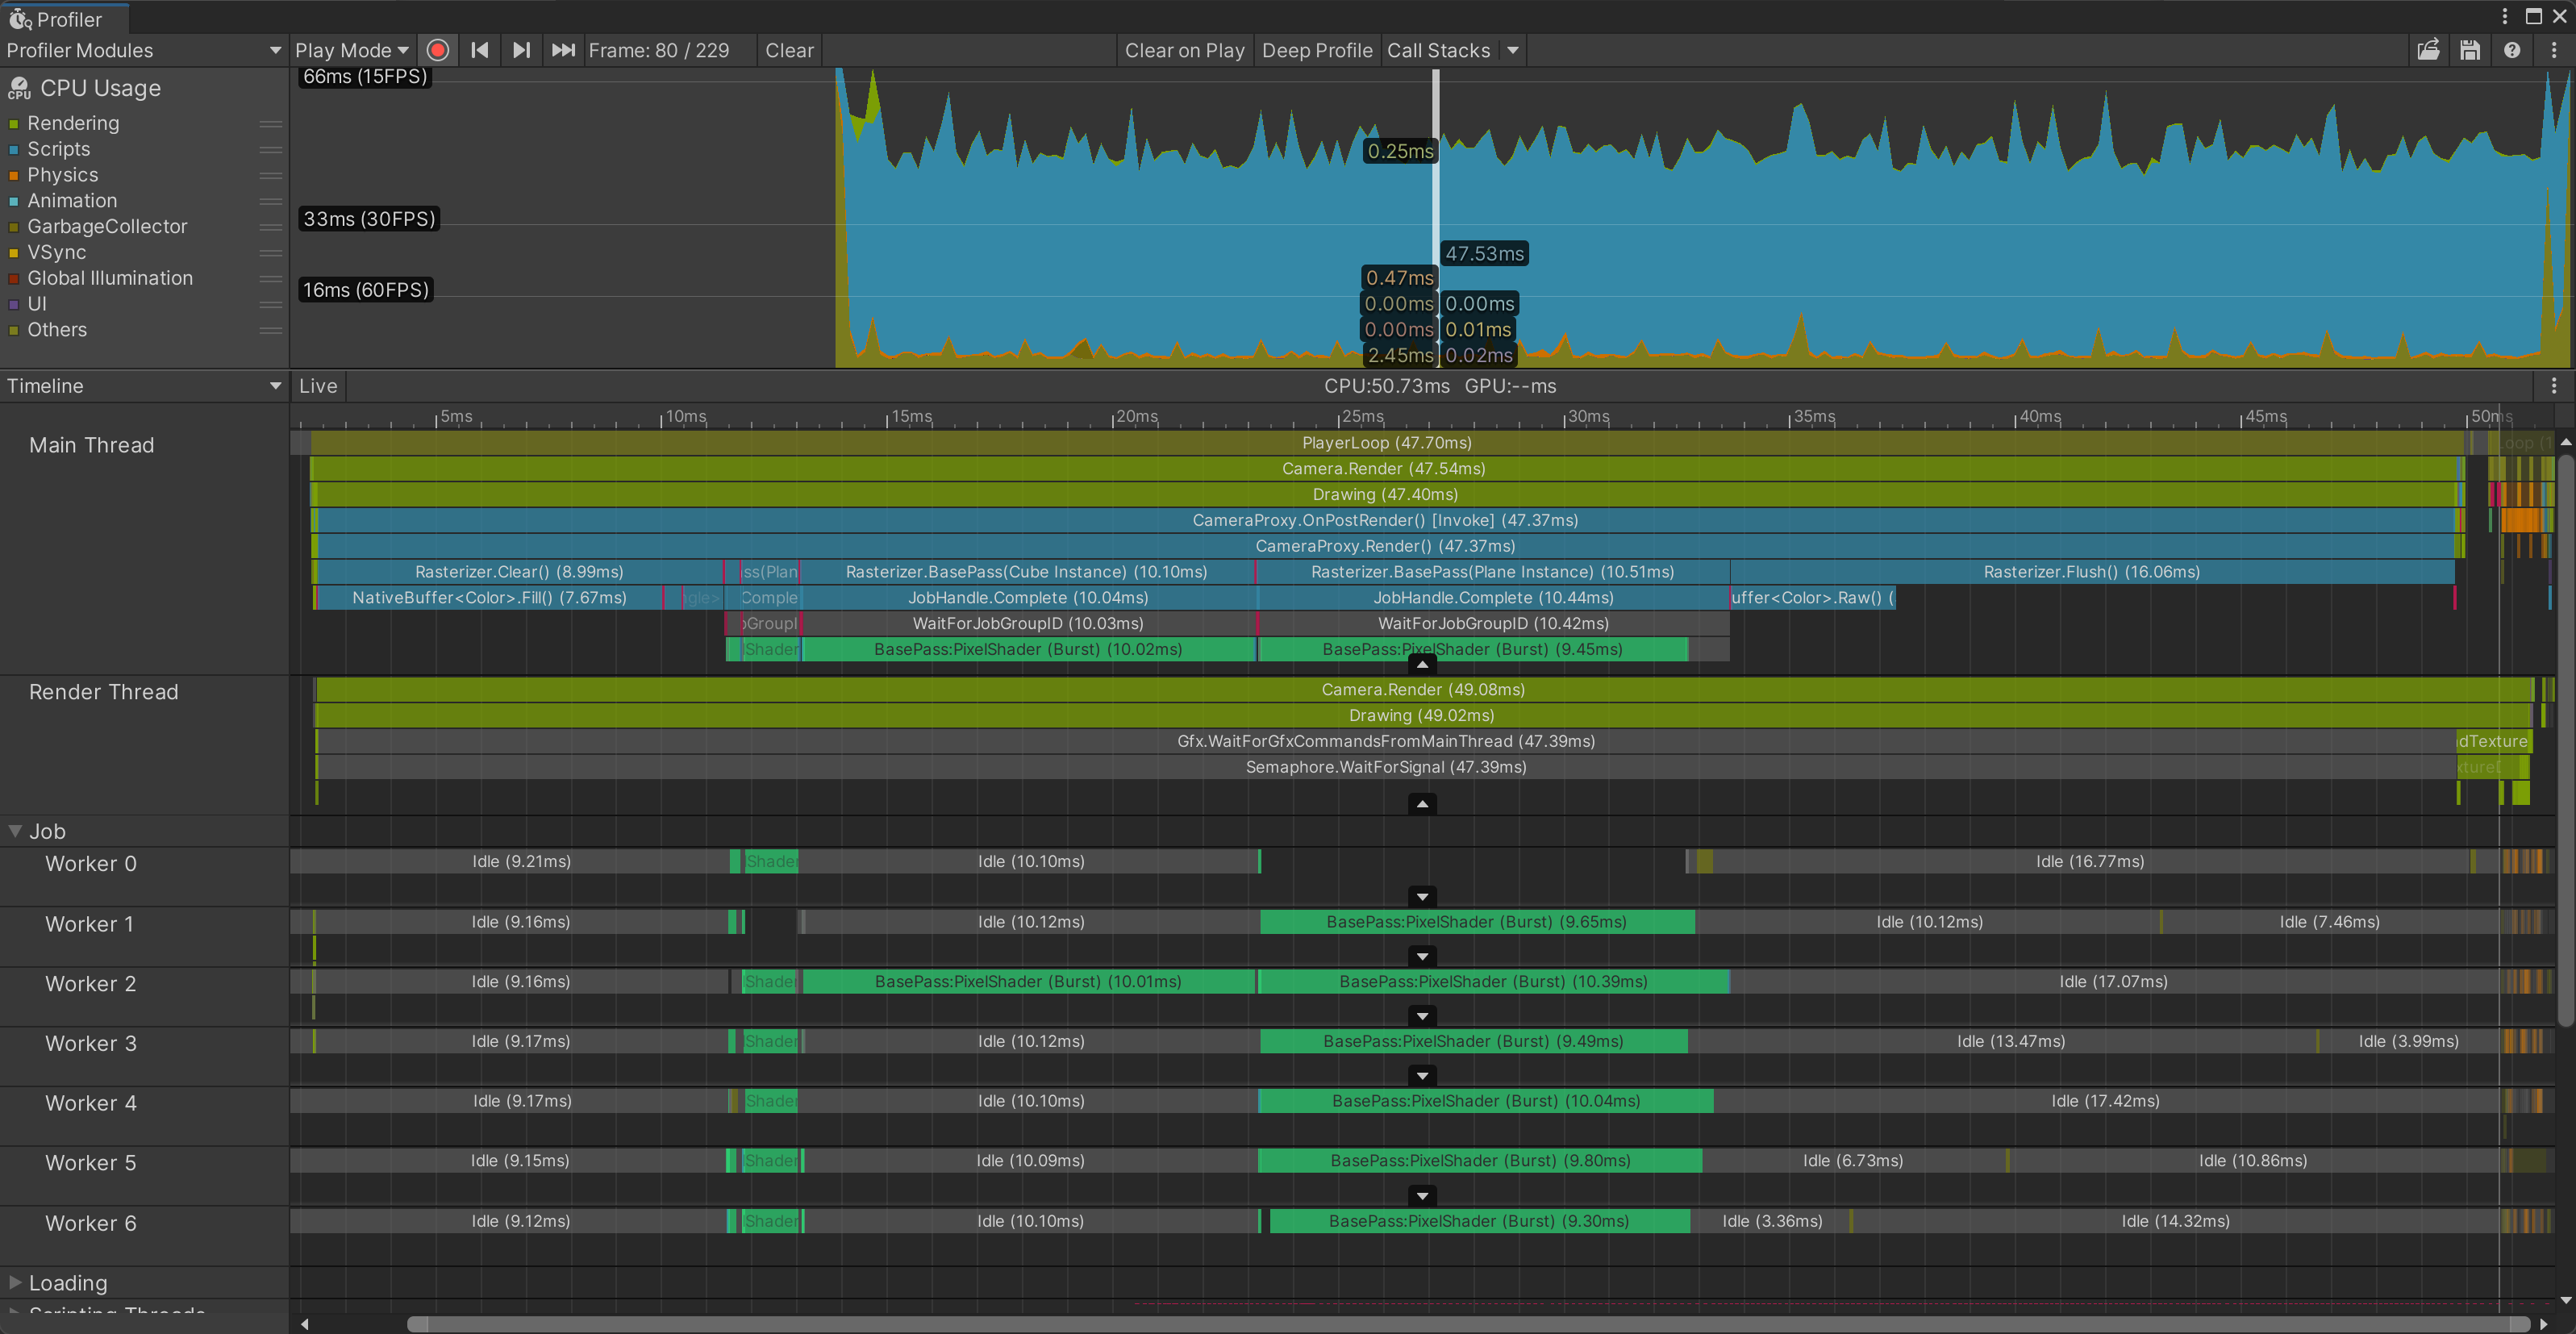 Profiler
Profiler Modules
Play Mode
Frame: 80 / 229
Clear
Clear on Play
Deep Profile
Call Stacks
CPU
CPU Usage
Rendering
Scripts
Physics
Animation
GarbageCollector
VSync
Global Illumination
UI
Others
66ms (15FPS)
33ms (30FPS)
16ms (60FPS)
0.25ms
47.53ms
0.47ms
0.00ms 0.00ms
0.00ms 0.01ms
2.45ms 0.02ms
Timeline
Live
CPU:50.73ms GPU:--ms
5ms 10ms 15ms 20ms 25ms 30ms 35ms 40ms 45ms 50ms
Main Thread
PlayerLoop (47.70ms)
Camera.Render (47.54ms)
Drawing (47.40ms)
CameraProxy.OnPostRender() [Invoke] (47.37ms)
CameraProxy.Render() (47.37ms)
Rasterizer.Clear() (8.99ms) ss(Plan Rasterizer.BasePass(Cube Instance) (10.10ms) Rasterizer.BasePass(Plane Instance) (10.51ms) Rasterizer.Flush() (16.06ms)
NativeBuffer<Color>.Fill() (7.67ms) Comple JobHandle.Complete (10.04ms) JobHandle.Complete (10.44ms) uffer<Color>.Raw() (
GroupI WaitForJobGroupID (10.03ms) WaitForJobGroupID (10.42ms)
Shader BasePass:PixelShader (Burst) (10.02ms) BasePass:PixelShader (Burst) (9.45ms)
Render Thread
Camera.Render (49.08ms)
Drawing (49.02ms)
Gfx.WaitForGfxCommandsFromMainThread (47.39ms) dTexture
Semaphore.WaitForSignal (47.39ms)
Job
Worker 0
Idle (9.21ms) Shader Idle (10.10ms) Idle (16.77ms)
Worker 1
Idle (9.16ms) Idle (10.12ms) BasePass:PixelShader (Burst) (9.65ms) Idle (10.12ms) Idle (7.46ms)
Worker 2
Idle (9.16ms) Shader BasePass:PixelShader (Burst) (10.01ms) BasePass:PixelShader (Burst) (10.39ms) Idle (17.07ms)
Worker 3
Idle (9.17ms) Shader Idle (10.12ms) BasePass:PixelShader (Burst) (9.49ms) Idle (13.47ms) Idle (3.99ms)
Worker 4
Idle (9.17ms) Shader Idle (10.10ms) BasePass:PixelShader (Burst) (10.04ms) Idle (17.42ms)
Worker 5
Idle (9.15ms) Shader Idle (10.09ms) BasePass:PixelShader (Burst) (9.80ms) Idle (6.73ms) Idle (10.86ms)
Worker 6
Idle (9.12ms) Shader Idle (10.10ms) BasePass:PixelShader (Burst) (9.30ms) Idle (3.36ms) Idle (14.32ms)
Loading